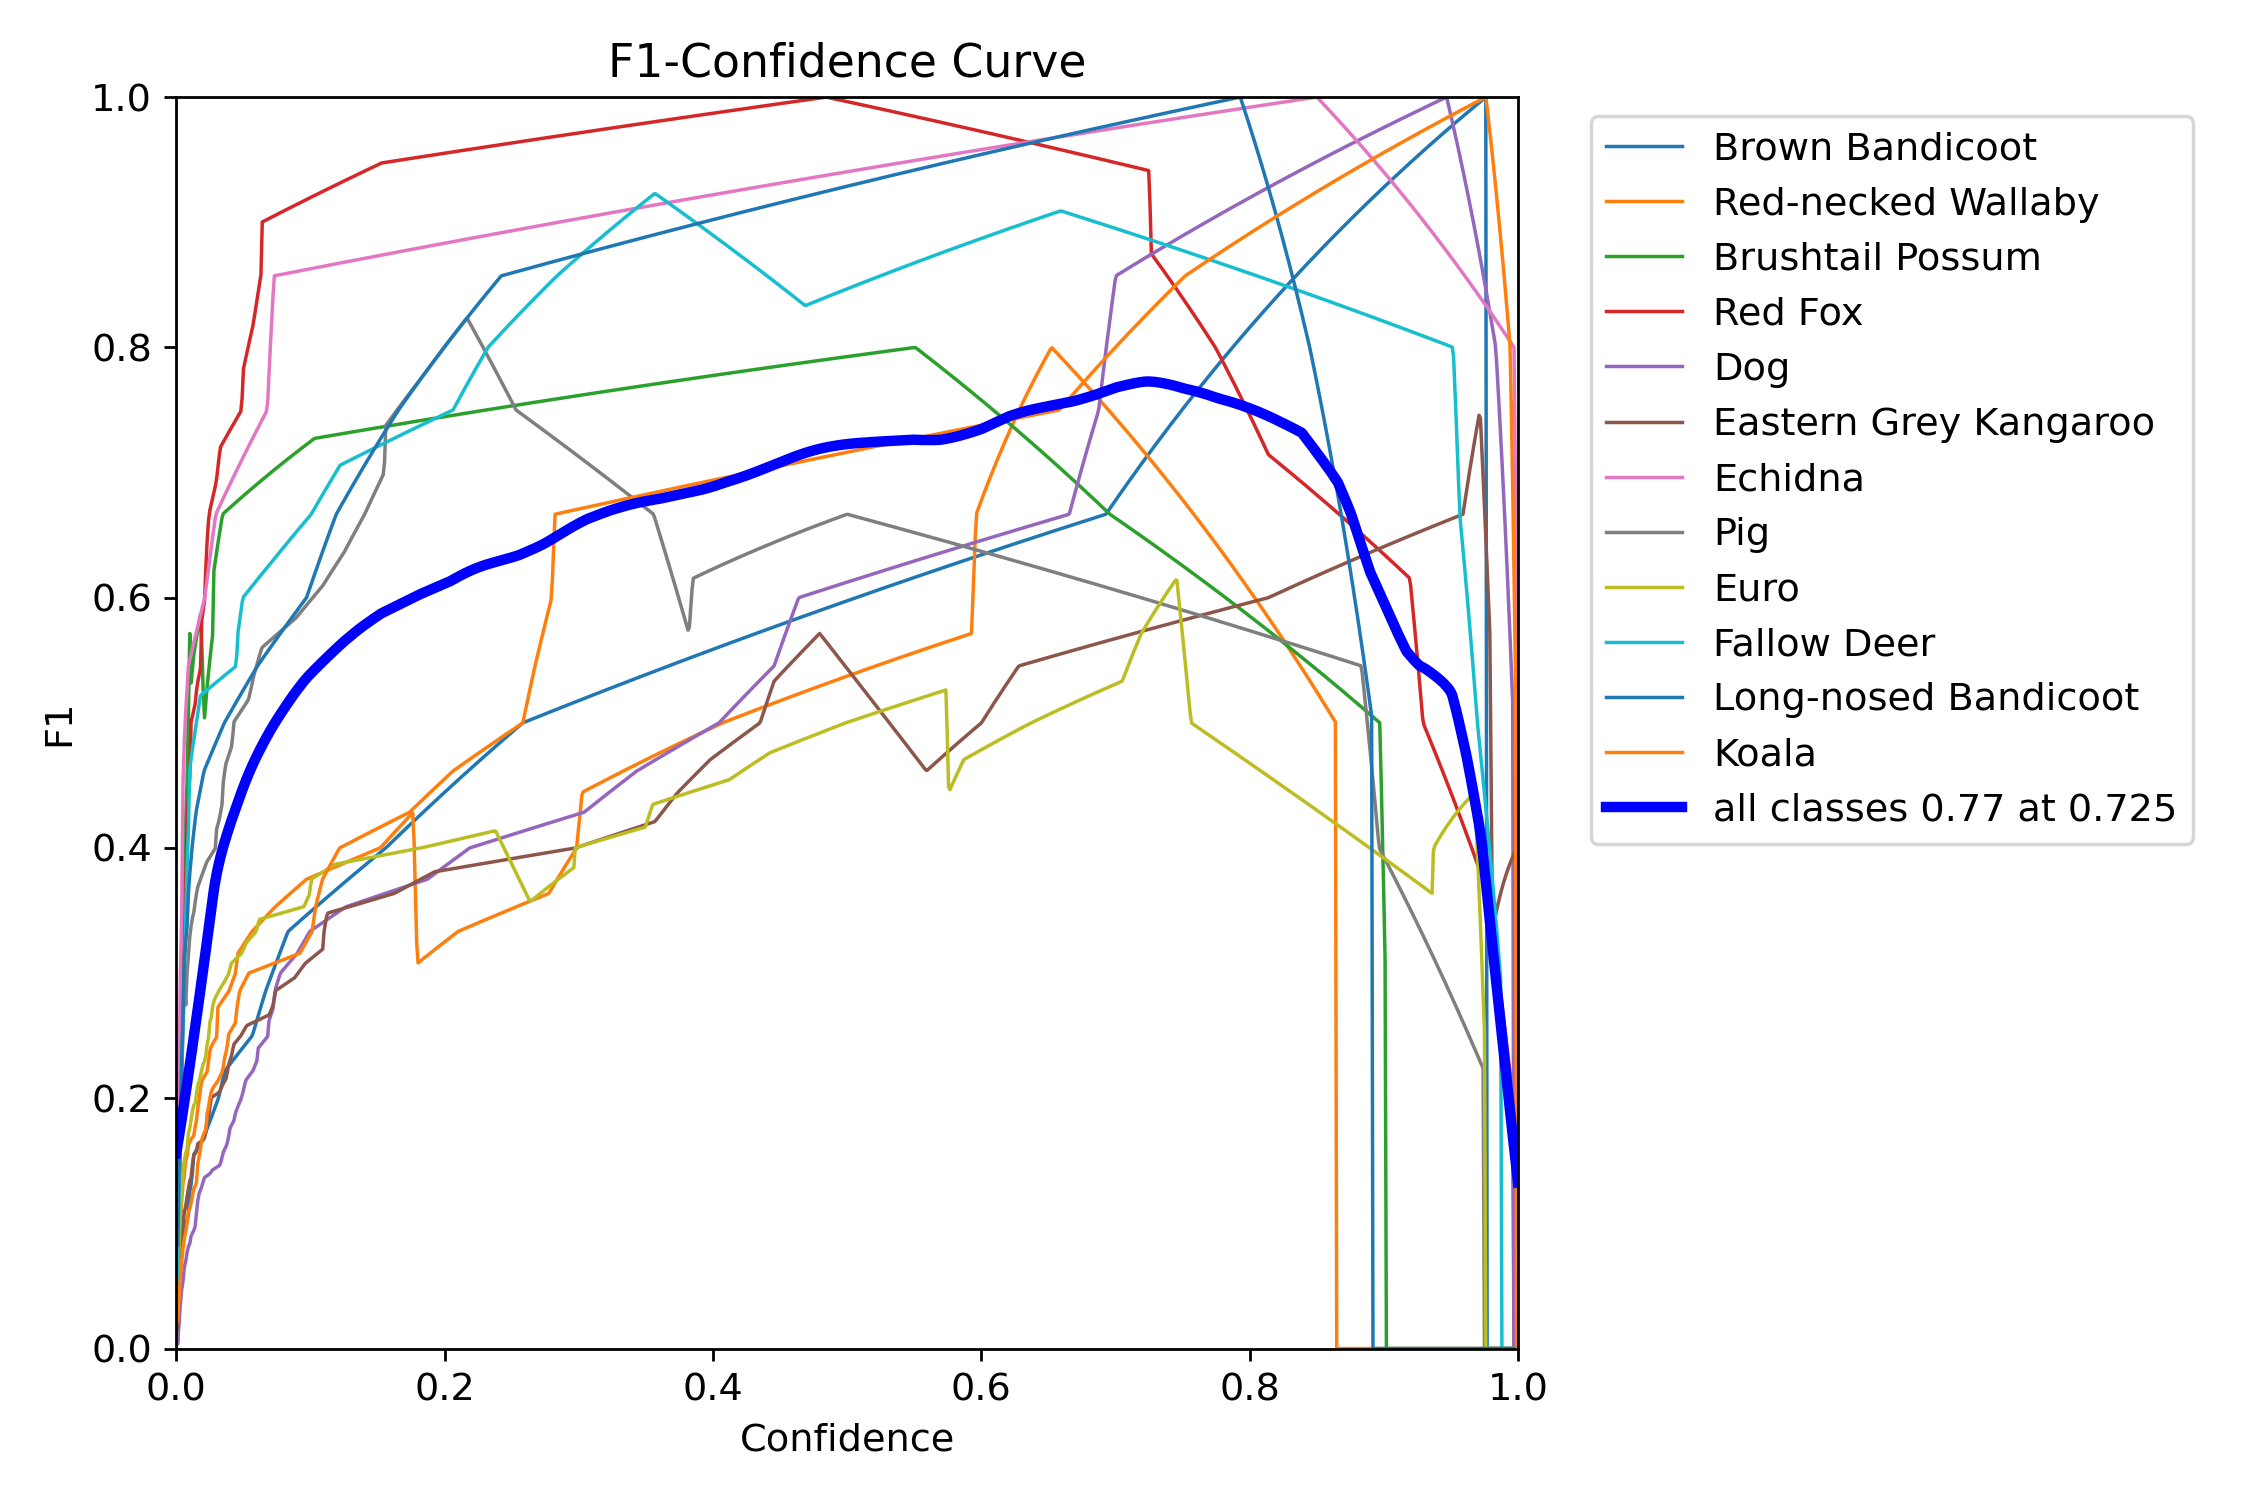 F1-Confidence Curve
1.0
0.8
0.6
0.4
0.2
0.0
F1
0.0 0.2 0.4 0.6 0.8 1.0
Confidence
Brown Bandicoot
Red-necked Wallaby
Brushtail Possum
Red Fox
Dog
Eastern Grey Kangaroo
Echidna
Pig
Euro
Fallow Deer
Long-nosed Bandicoot
Koala
all classes 0.77 at 0.725